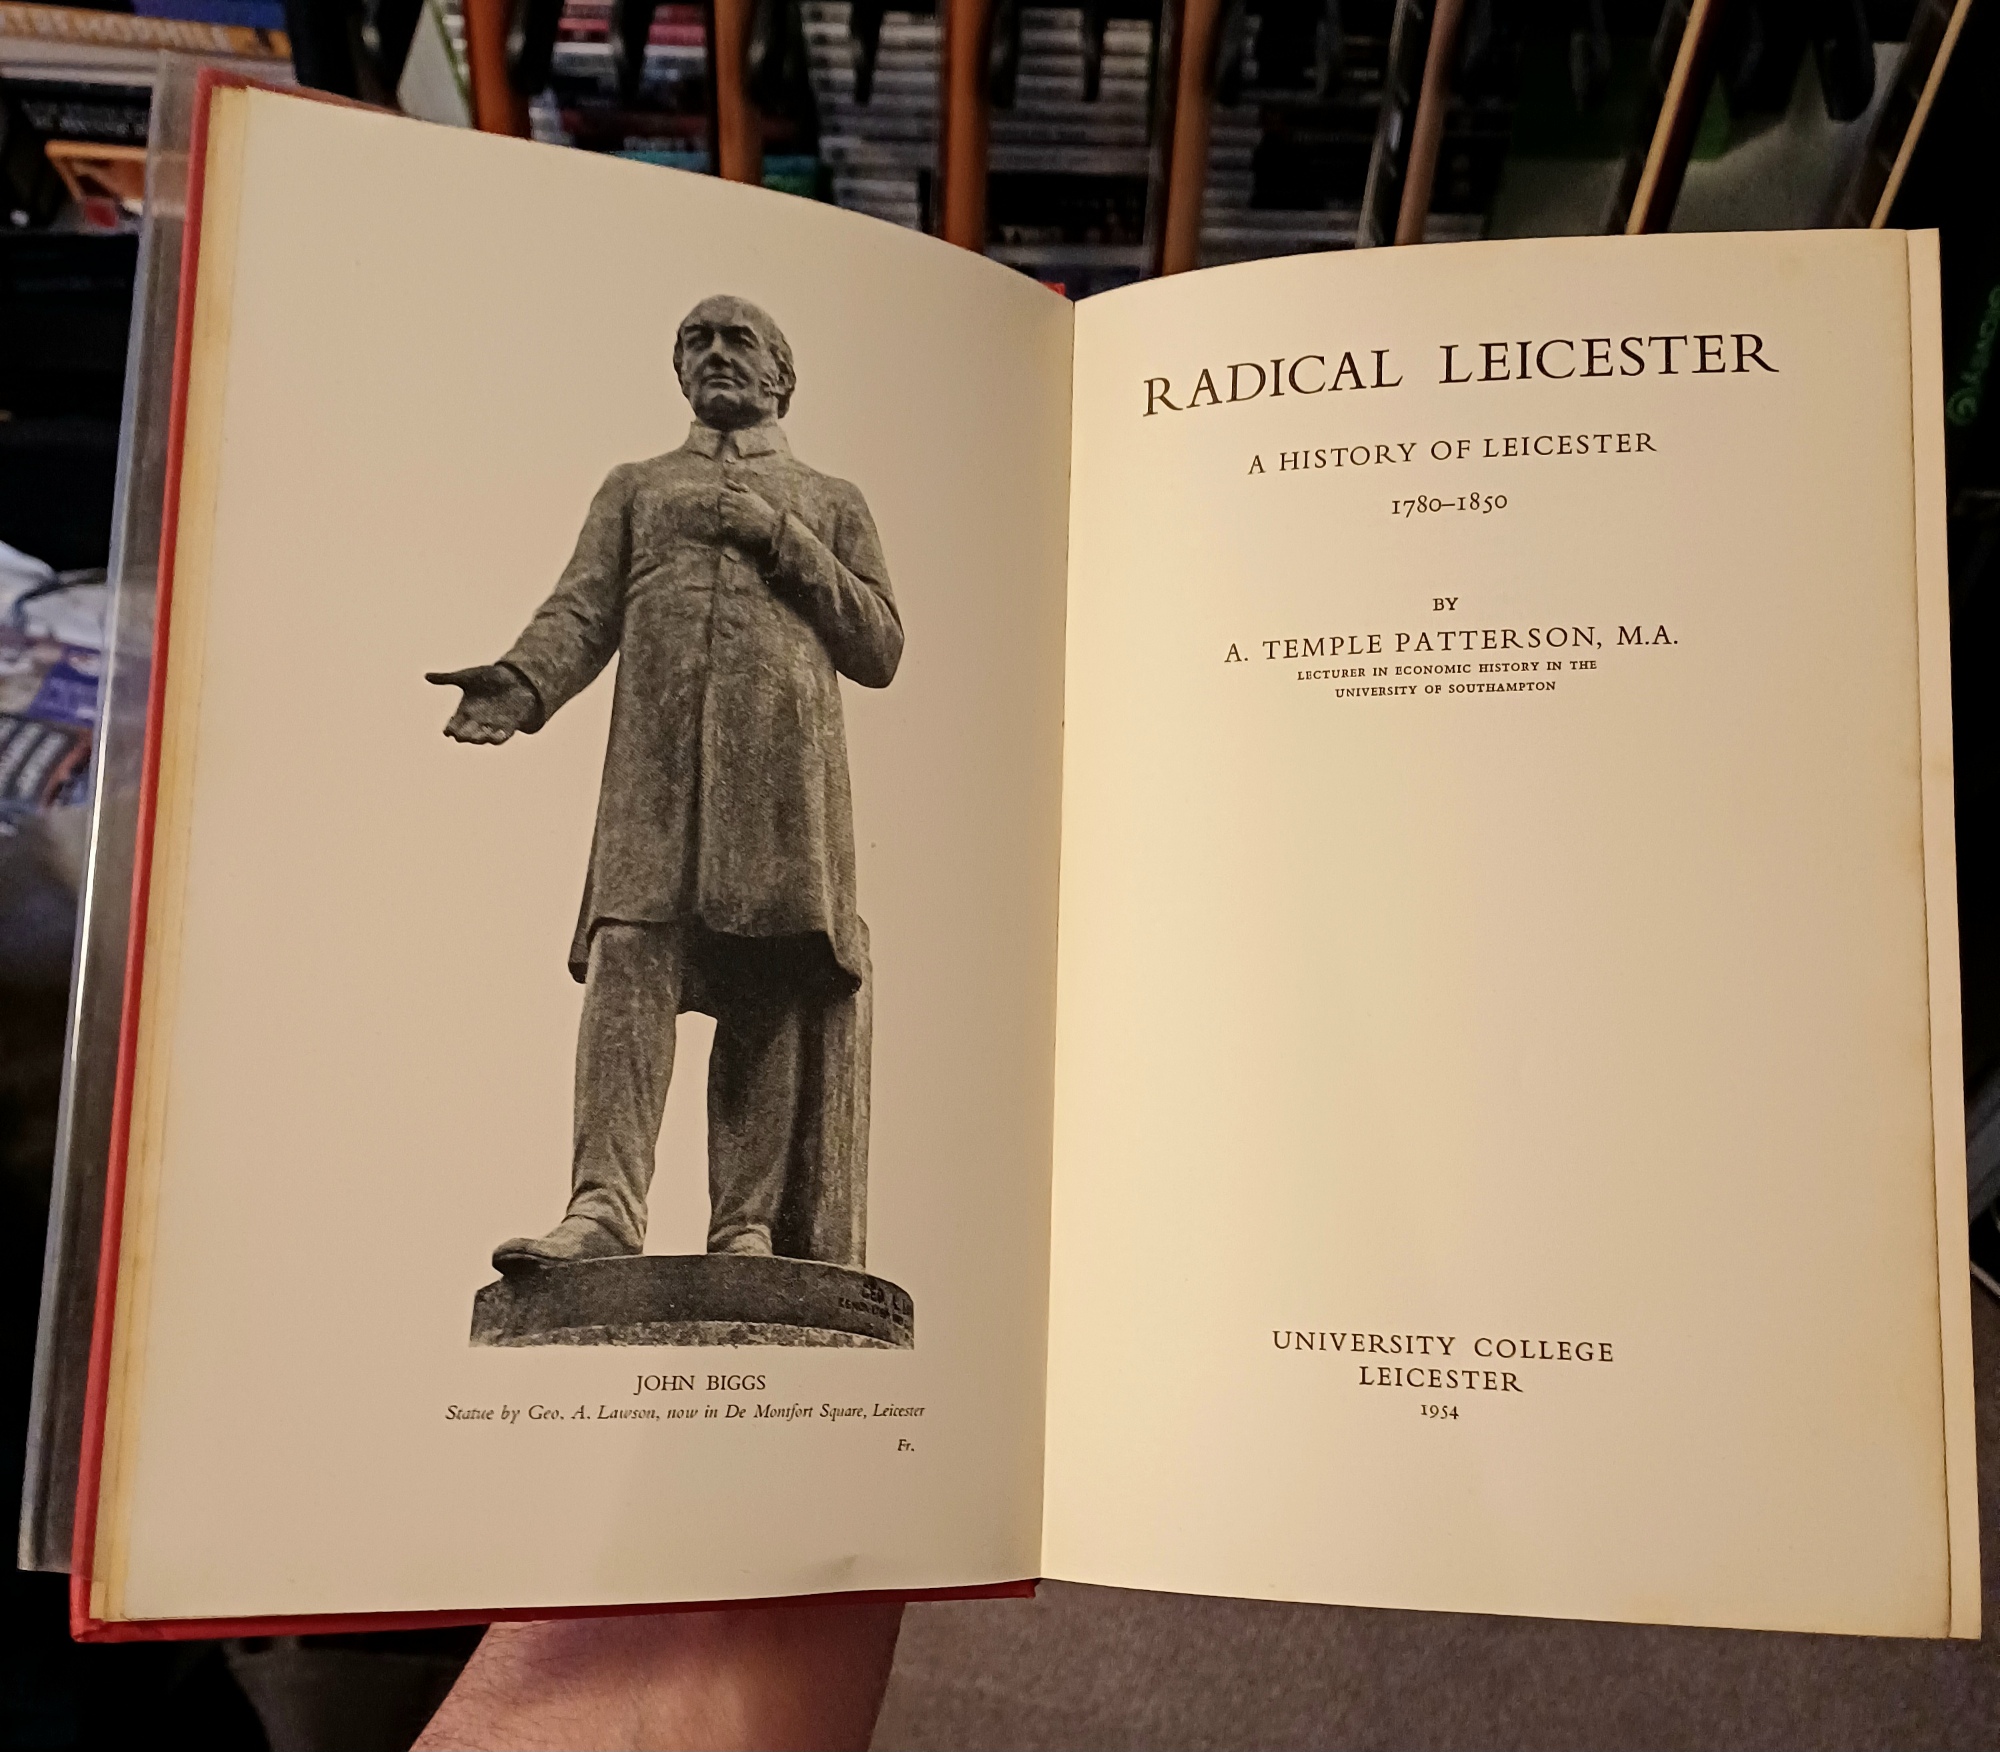 JOHN BIGGS
Statue by Geo. A. Lawson, now in De Montfort Square, Leicester
Fr.
RADICAL LEICESTER
A HISTORY OF LEICESTER
1780–1850
BY
A. TEMPLE PATTERSON, M.A.
LECTURER IN ECONOMIC HISTORY IN THE
UNIVERSITY OF SOUTHAMPTON
UNIVERSITY COLLEGE
LEICESTER
1954